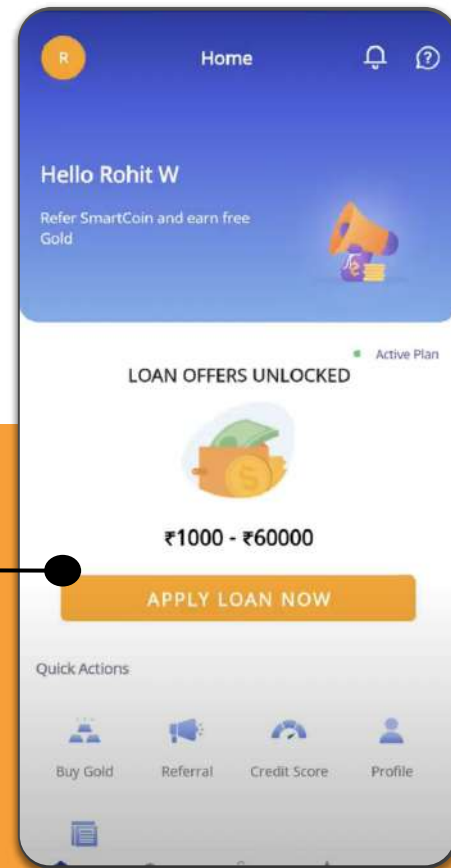 R
Home
Hello Rohit W
Refer SmartCoin and earn free
Gold
Active Plan
LOAN OFFERS UNLOCKED
₹1000 - ₹60000
APPLY LOAN NOW
Quick Actions
Buy Gold Referral Credit Score Profile